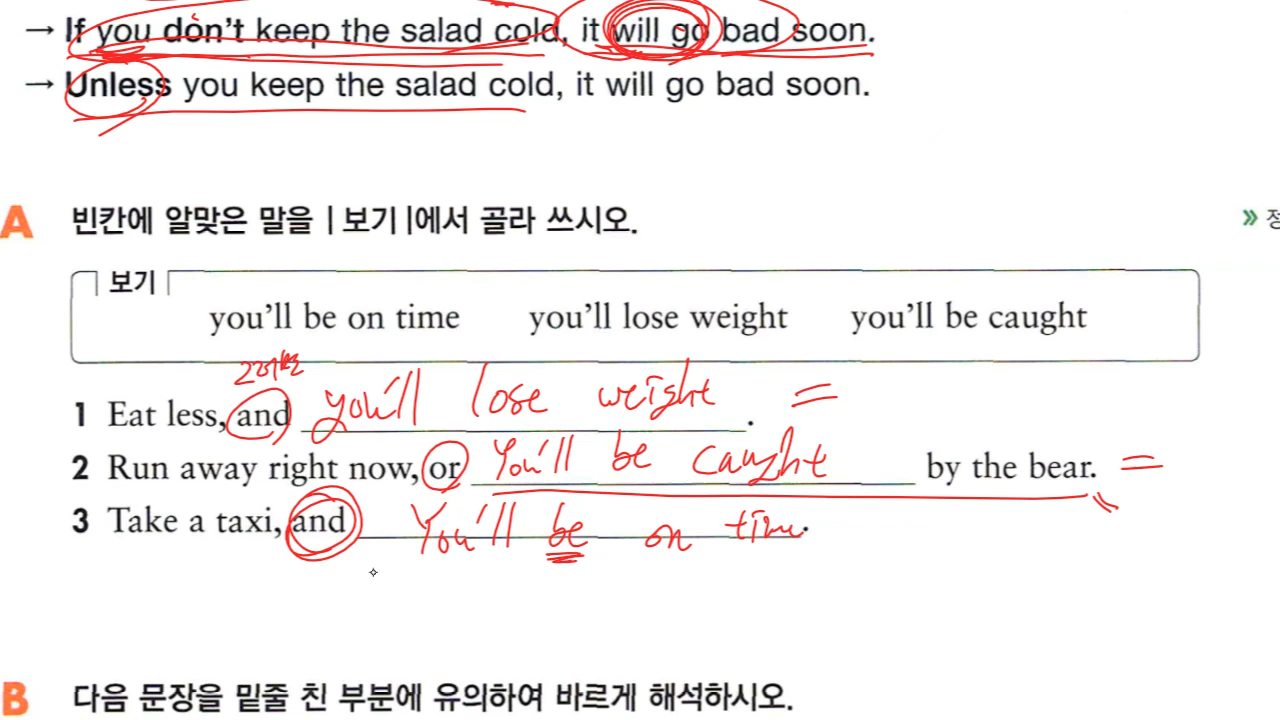 → If you don't keep the salad cold, it will go bad soon.
→ Unless you keep the salad cold, it will go bad soon.
A 빈칸에 알맞은 말을 | 보기 |에서 골라 쓰시오.
»
보기
you'll be on time you'll lose weight you'll be caught
1 Eat less, and you'll lose weight . =
2 Run away right now, or You'll be caught by the bear. =
3 Take a taxi, and You'll be on time .
B 다음 문장을 밑줄 친 부분에 유의하여 바르게 해석하시오.